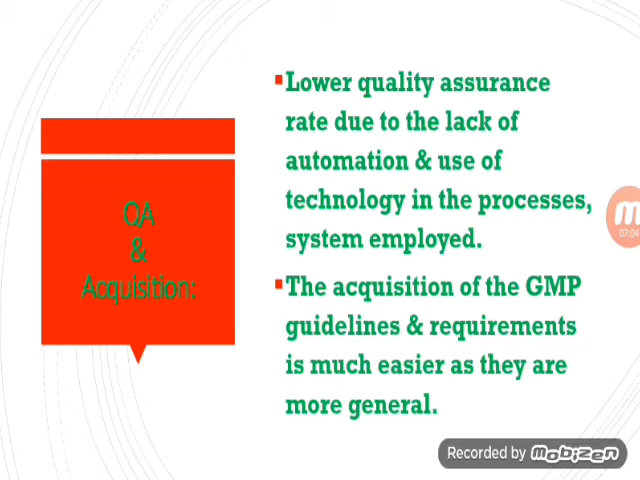 QA
&
Acquisition:
Lower quality assurance
rate due to the lack of
automation & use of
technology in the processes,
system employed.
The acquisition of the GMP
guidelines & requirements
is much easier as they are
more general.
M
07:04
Recorded by mobizen